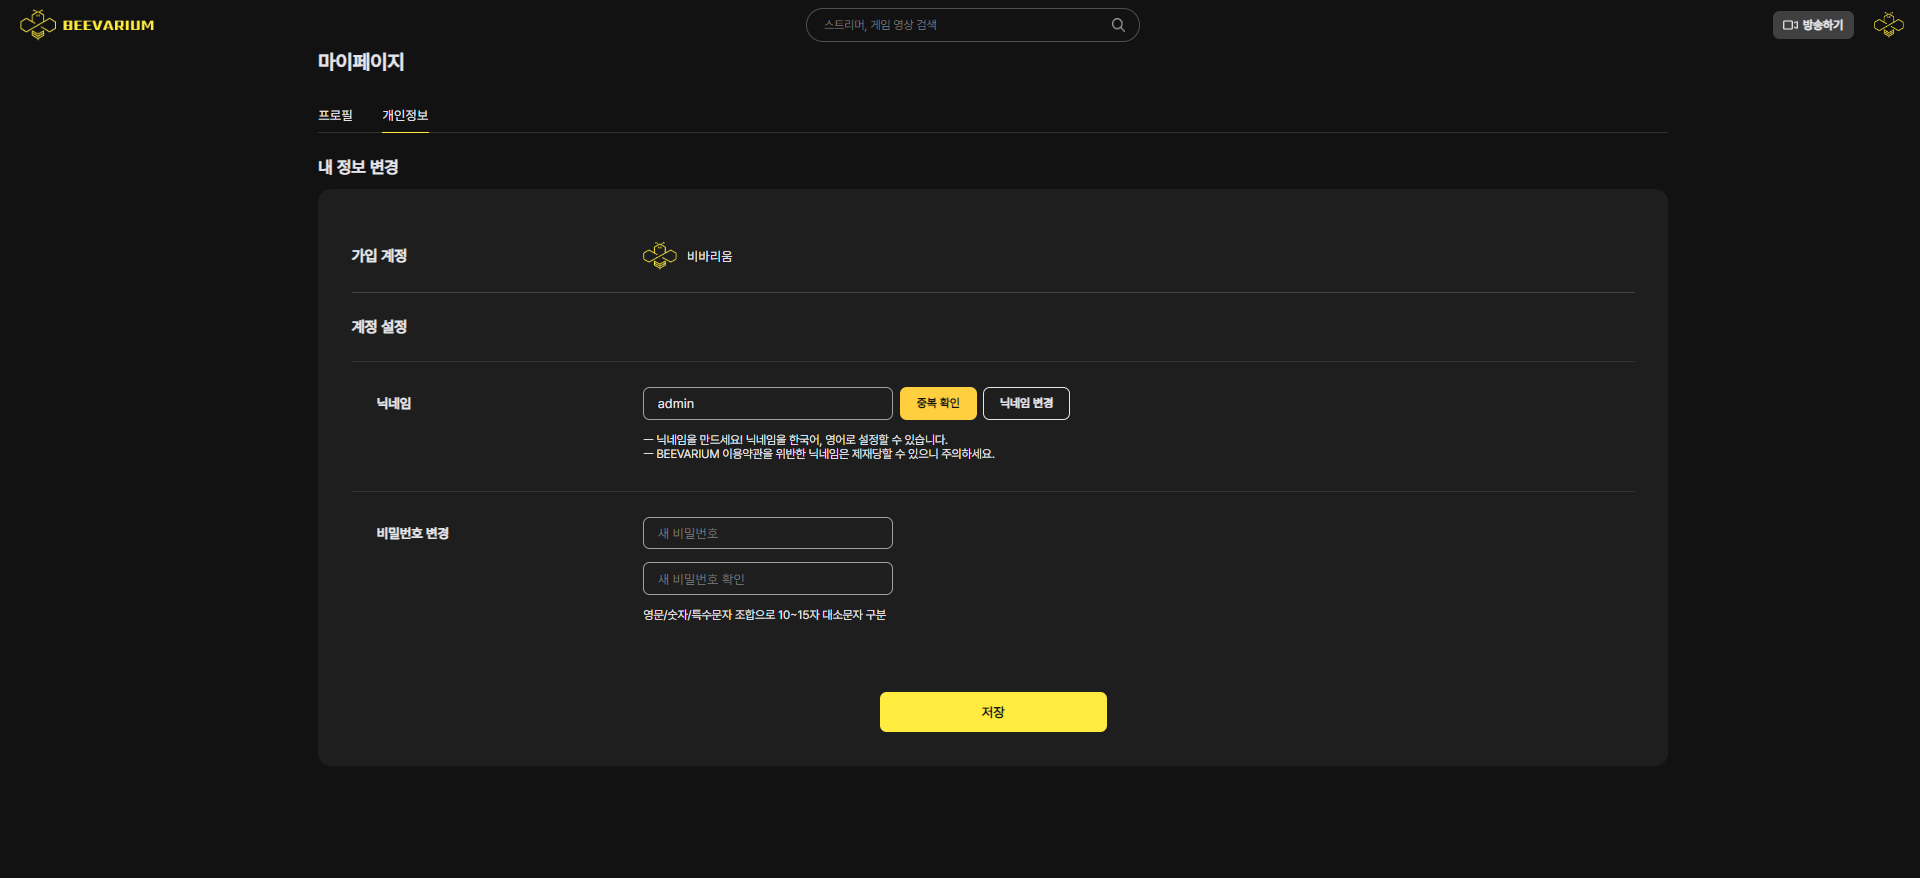 BEEVARIUM
스트리머, 게임 영상 검색
방송하기
마이페이지
프로필
개인정보
내 정보 변경
가입 계정
비바리움
계정 설정
닉네임
admin
중복 확인
닉네임 변경
— 닉네임을 만드세요! 닉네임을 한국어, 영어로 설정할 수 있습니다.
— BEEVARIUM 이용약관을 위반한 닉네임은 제재당할 수 있으니 주의하세요.
비밀번호 변경
새 비밀번호
새 비밀번호 확인
영문/숫자/특수문자 조합으로 10~15자 대소문자 구분
저장